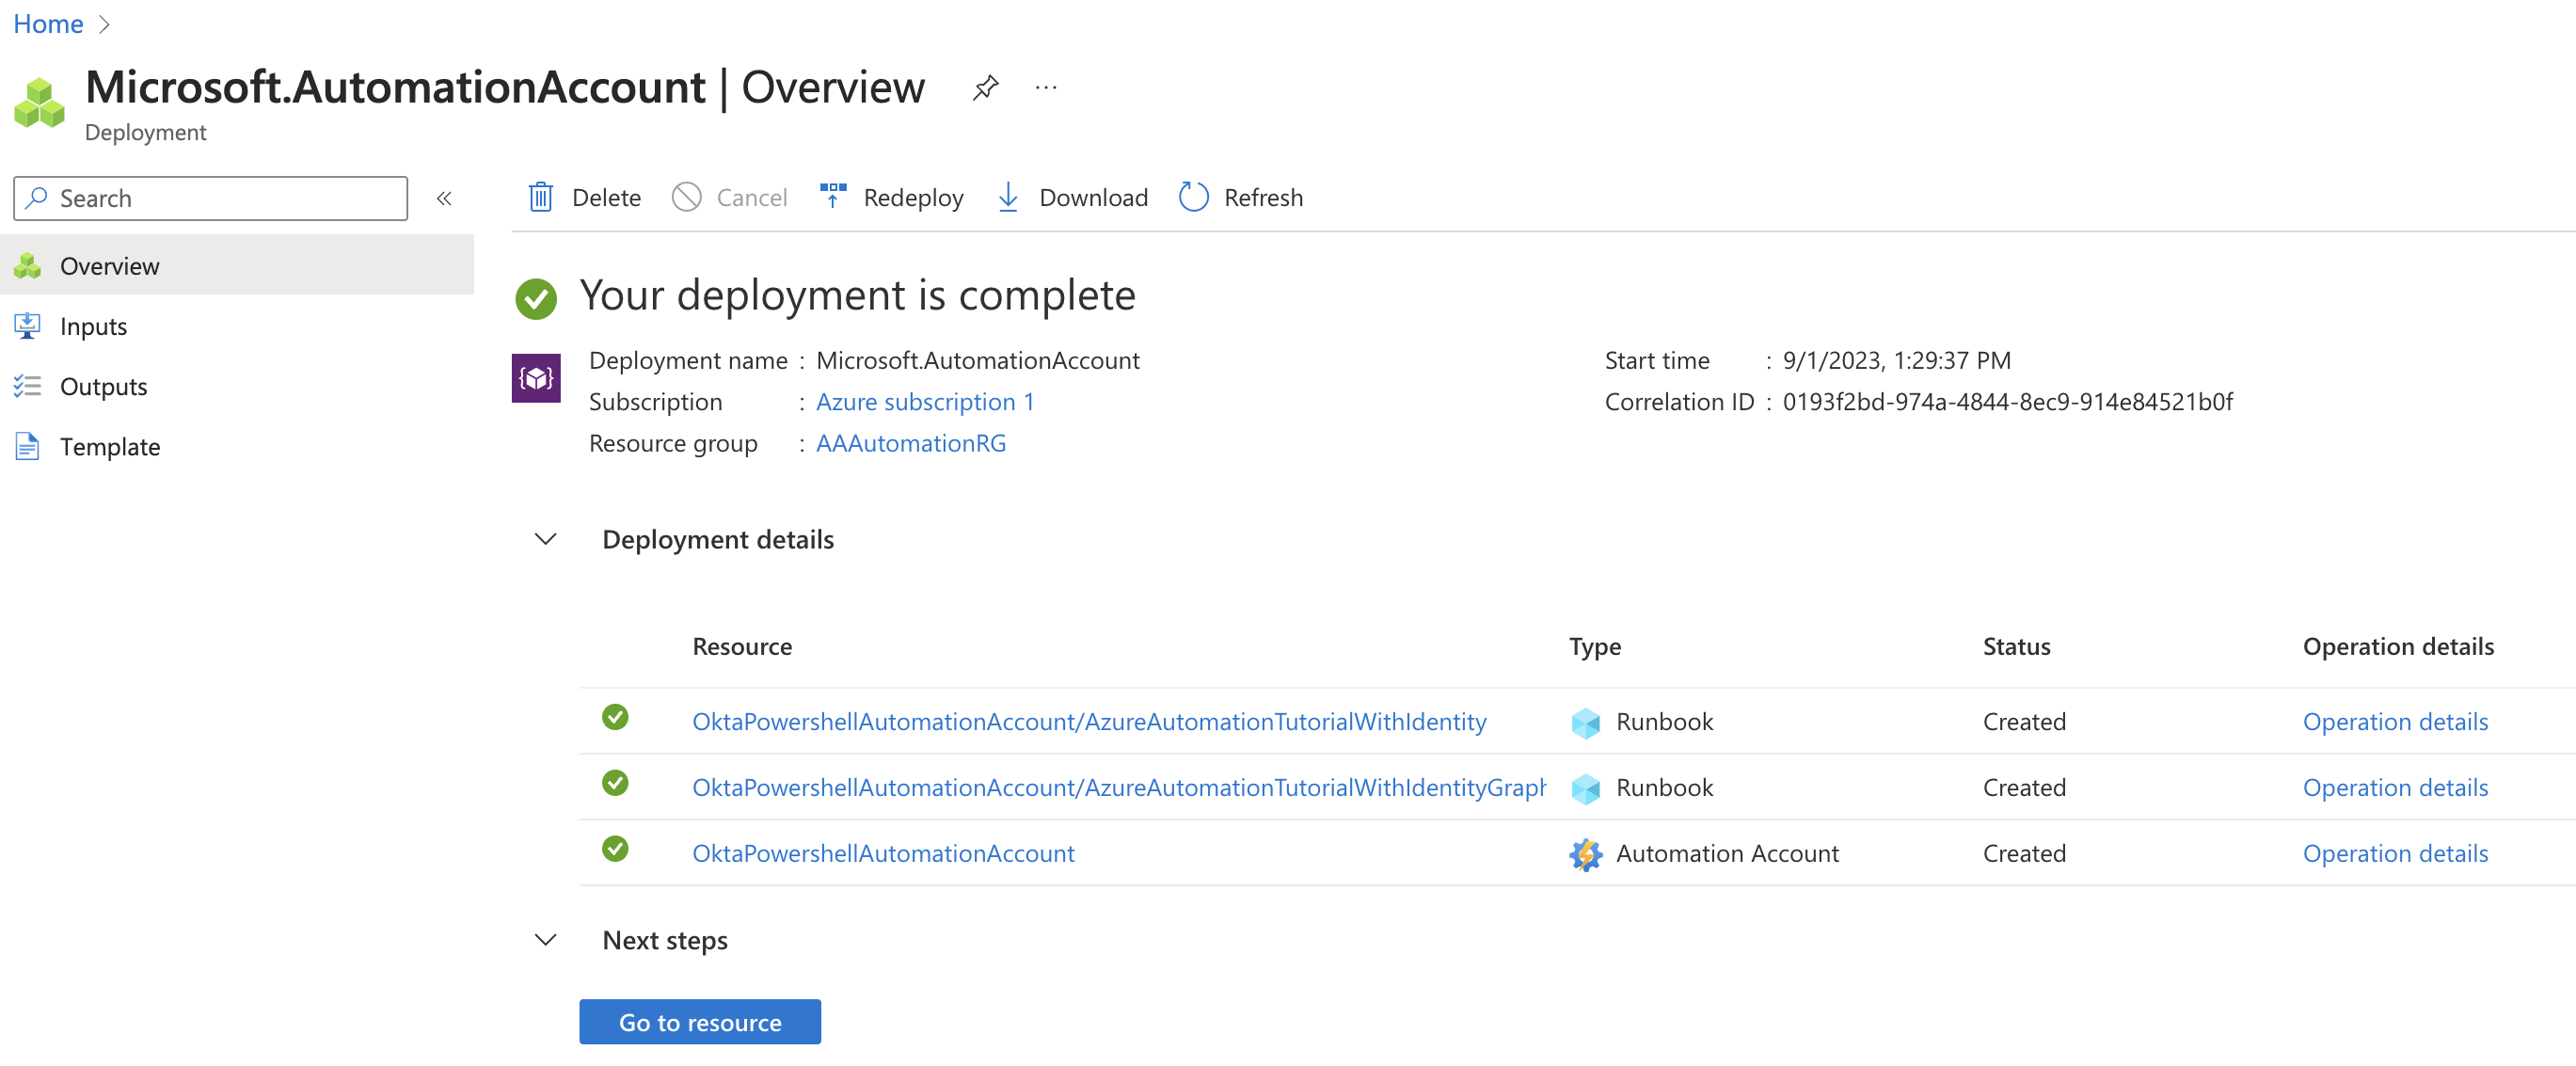 Home
Microsoft.AutomationAccount | Overview
Deployment
Search
Delete Cancel Redeploy Download Refresh
Overview
Inputs
Outputs
Template
Your deployment is complete
Deployment name : Microsoft.AutomationAccount
Subscription : Azure subscription 1
Resource group : AAAutomationRG
Start time : 9/1/2023, 1:29:37 PM
Correlation ID : 0193f2bd-974a-4844-8ec9-914e84521b0f
Deployment details
Resource Type Status Operation details
OktaPowershellAutomationAccount/AzureAutomationTutorialWithIdentity Runbook Created Operation details
OktaPowershellAutomationAccount/AzureAutomationTutorialWithIdentityGraph Runbook Created Operation details
OktaPowershellAutomationAccount Automation Account Created Operation details
Next steps
Go to resource